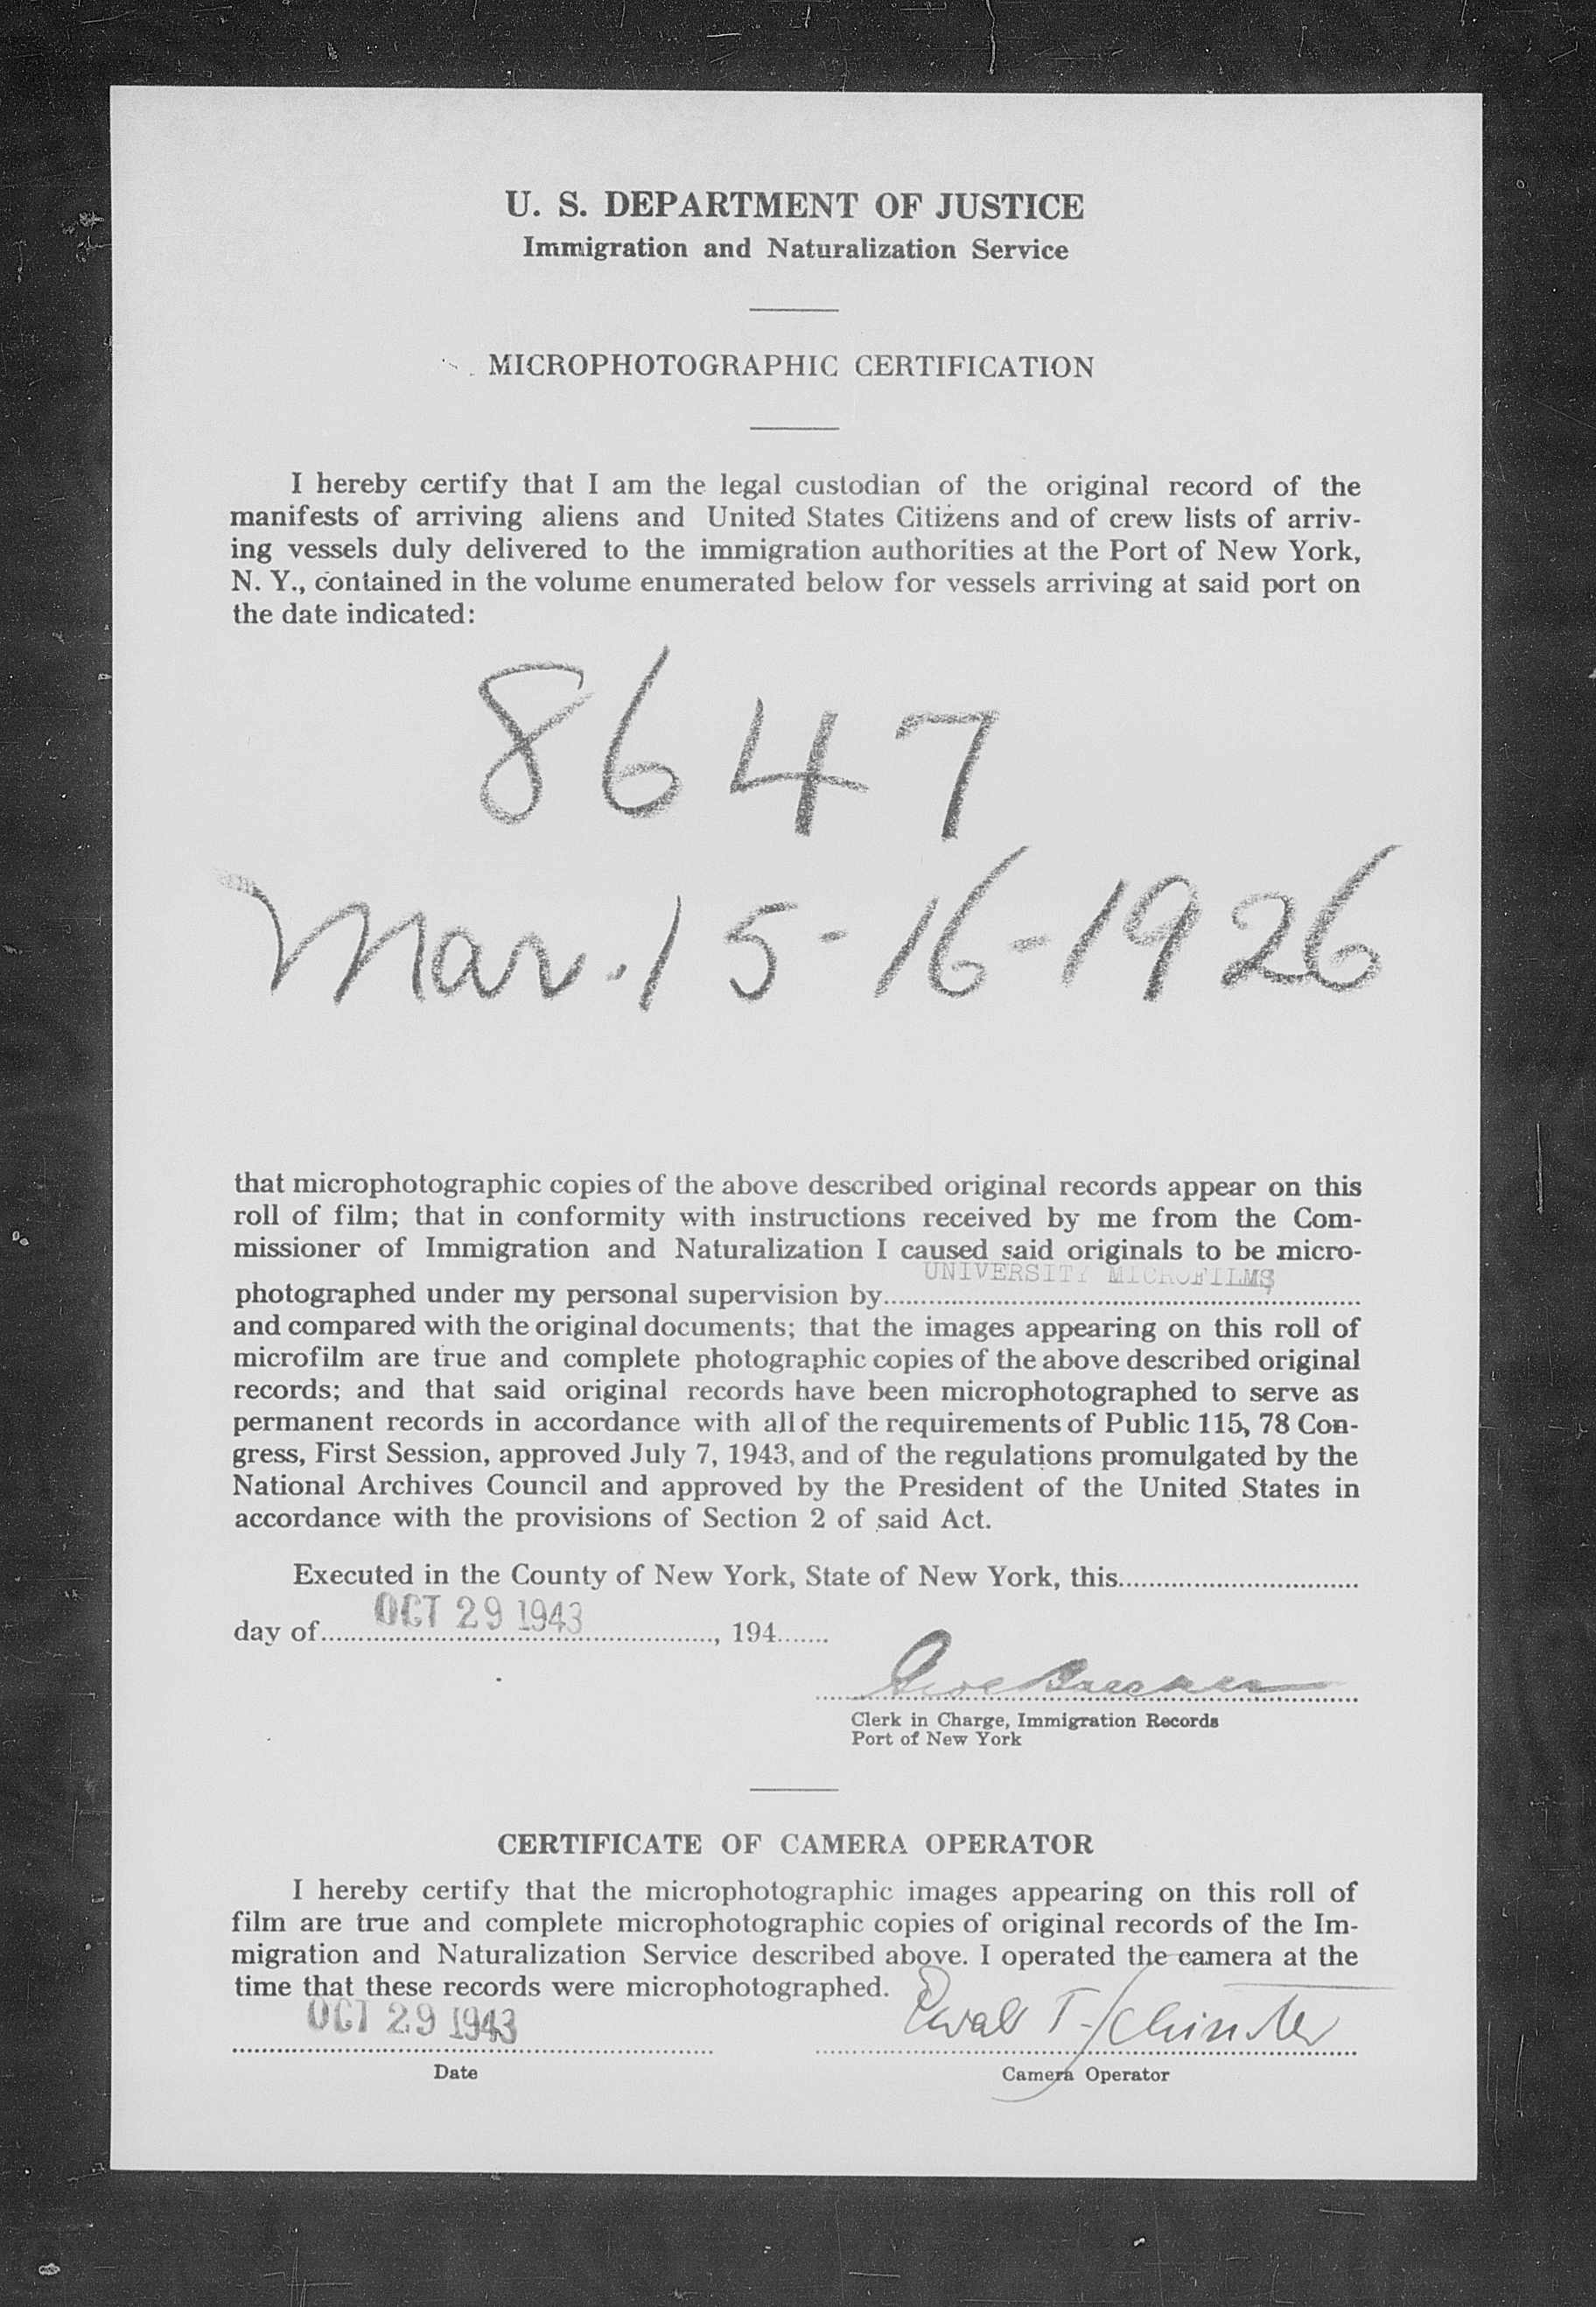 U. S. DEPARTMENT OF JUSTICE
Immigration and Naturalization Service
MICROPHOTOGRAPHIC CERTIFICATION
I hereby certify that I am the legal custodian of the original record of the
manifests of arriving aliens and United States Citizens and of crew lists of arriv-
ing vessels duly delivered to the immigration authorities at the Port of New York,
N. Y., contained in the volume enumerated below for vessels arriving at said port on
the date indicated:
8647
Mar. 15-16-1926
that microphotographic copies of the above described original records appear on this
roll of film; that in conformity with instructions received by me from the Com-
missioner of Immigration and Naturalization I caused said originals to be micro-
UNIVERSITY MICROFILMS
photographed under my personal supervision by
and compared with the original documents; that the images appearing on this roll of
microfilm are true and complete photographic copies of the above described original
records; and that said original records have been microphotographed to serve as
permanent records in accordance with all of the requirements of Public 115, 78 Con-
gress, First Session, approved July 7, 1943, and of the regulations promulgated by the
National Archives Council and approved by the President of the United States in
accordance with the provisions of Section 2 of said Act.
Executed in the County of New York, State of New York, this
OCT 29 1943
day of , 194
Clerk in Charge, Immigration Records
Port of New York
CERTIFICATE OF CAMERA OPERATOR
I hereby certify that the microphotographic images appearing on this roll of
film are true and complete microphotographic copies of original records of the Im-
migration and Naturalization Service described above. I operated the camera at the
time that these records were microphotographed.
OCT 29 1943
Date
Camera Operator